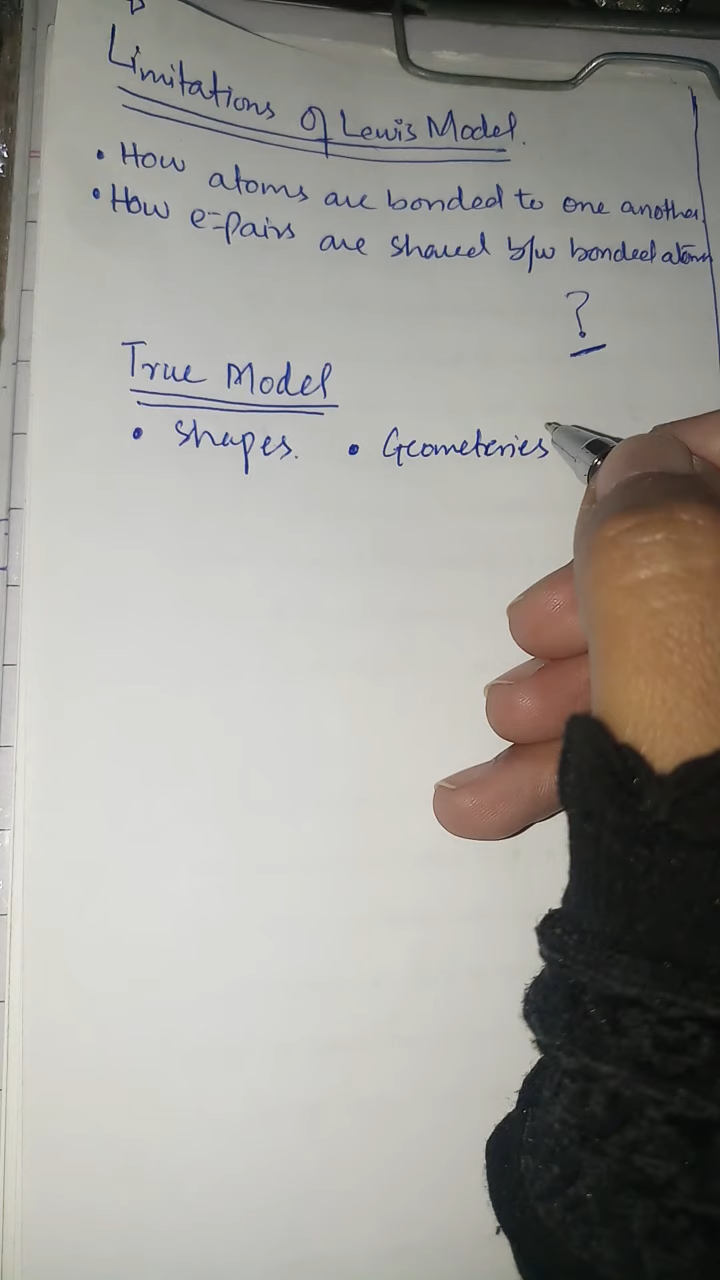 Limitations of Lewis Model.
• How atoms are bonded to one another
• How e⁻-pairs are shared b/w bonded atoms
?
True Model
• Shapes. • Geometeries